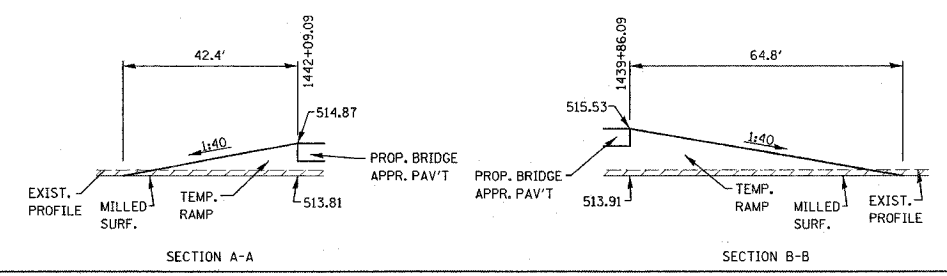 42.4'
1442+09.09
514.87
1:40
PROP. BRIDGE
APPR. PAV'T
EXIST.
PROFILE
MILLED
SURF.
TEMP.
RAMP
513.81
SECTION A-A
1439+86.09
64.8'
515.53
1:40
PROP. BRIDGE
APPR. PAV'T
513.91
TEMP.
RAMP
MILLED
SURF.
EXIST.
PROFILE
SECTION B-B